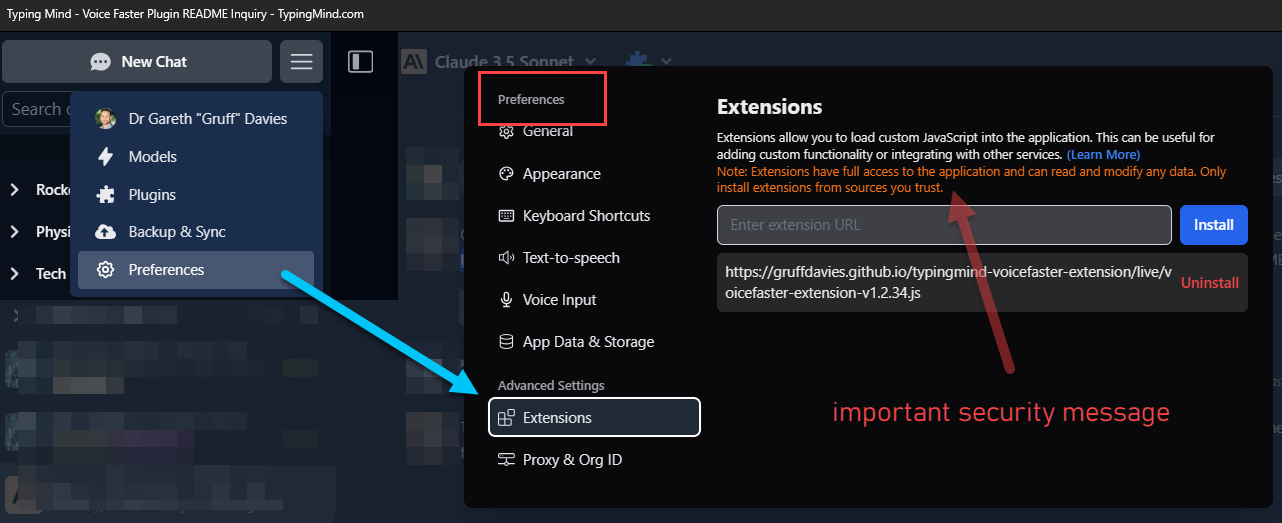 Typing Mind - Voice Faster Plugin README Inquiry - TypingMind.com
New Chat
Search
Dr Gareth "Gruff" Davies
Models
Plugins
Backup & Sync
Preferences
Rock
Physi
Tech
Claude 3.5 Sonnet
Preferences
General
Appearance
Keyboard Shortcuts
Text-to-speech
Voice Input
App Data & Storage
Advanced Settings
Extensions
Proxy & Org ID
Extensions
Extensions allow you to load custom JavaScript into the application. This can be useful for
adding custom functionality or integrating with other services. (Learn More)
Note: Extensions have full access to the application and can read and modify any data. Only
install extensions from sources you trust.
Enter extension URL
Install
https://gruffdavies.github.io/typingmind-voicefaster-extension/live/v
oicefaster-extension-v1.2.34.js
Uninstall
important security message